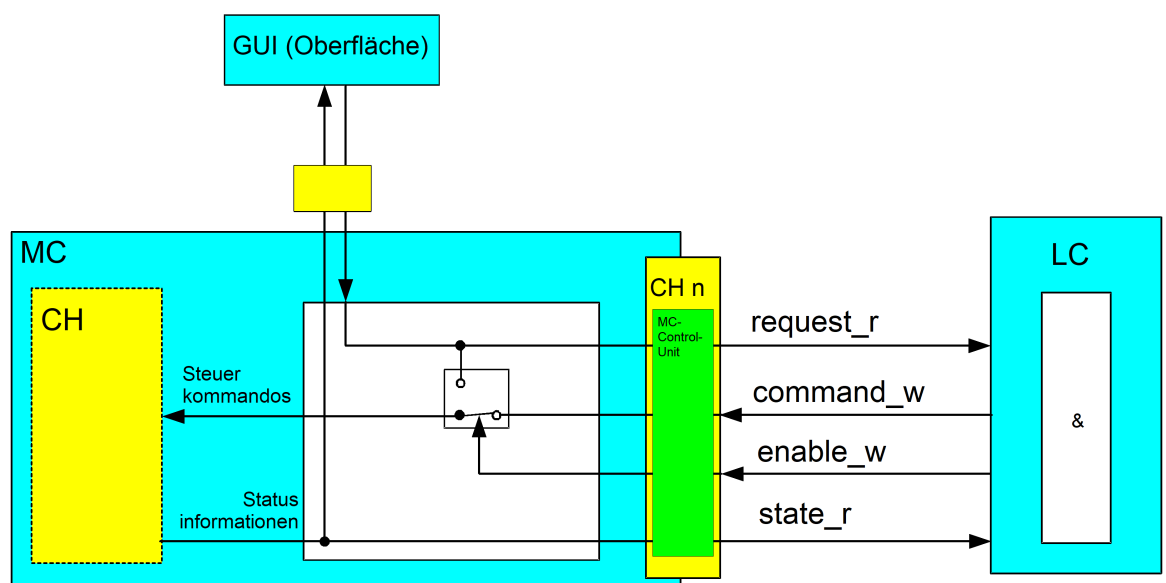 GUI (Oberfläche)
MC
CH
Steuer
kommandos
Status
informationen
CH n
MC-
Control-
Unit
request_r
command_w
enable_w
state_r
LC
&